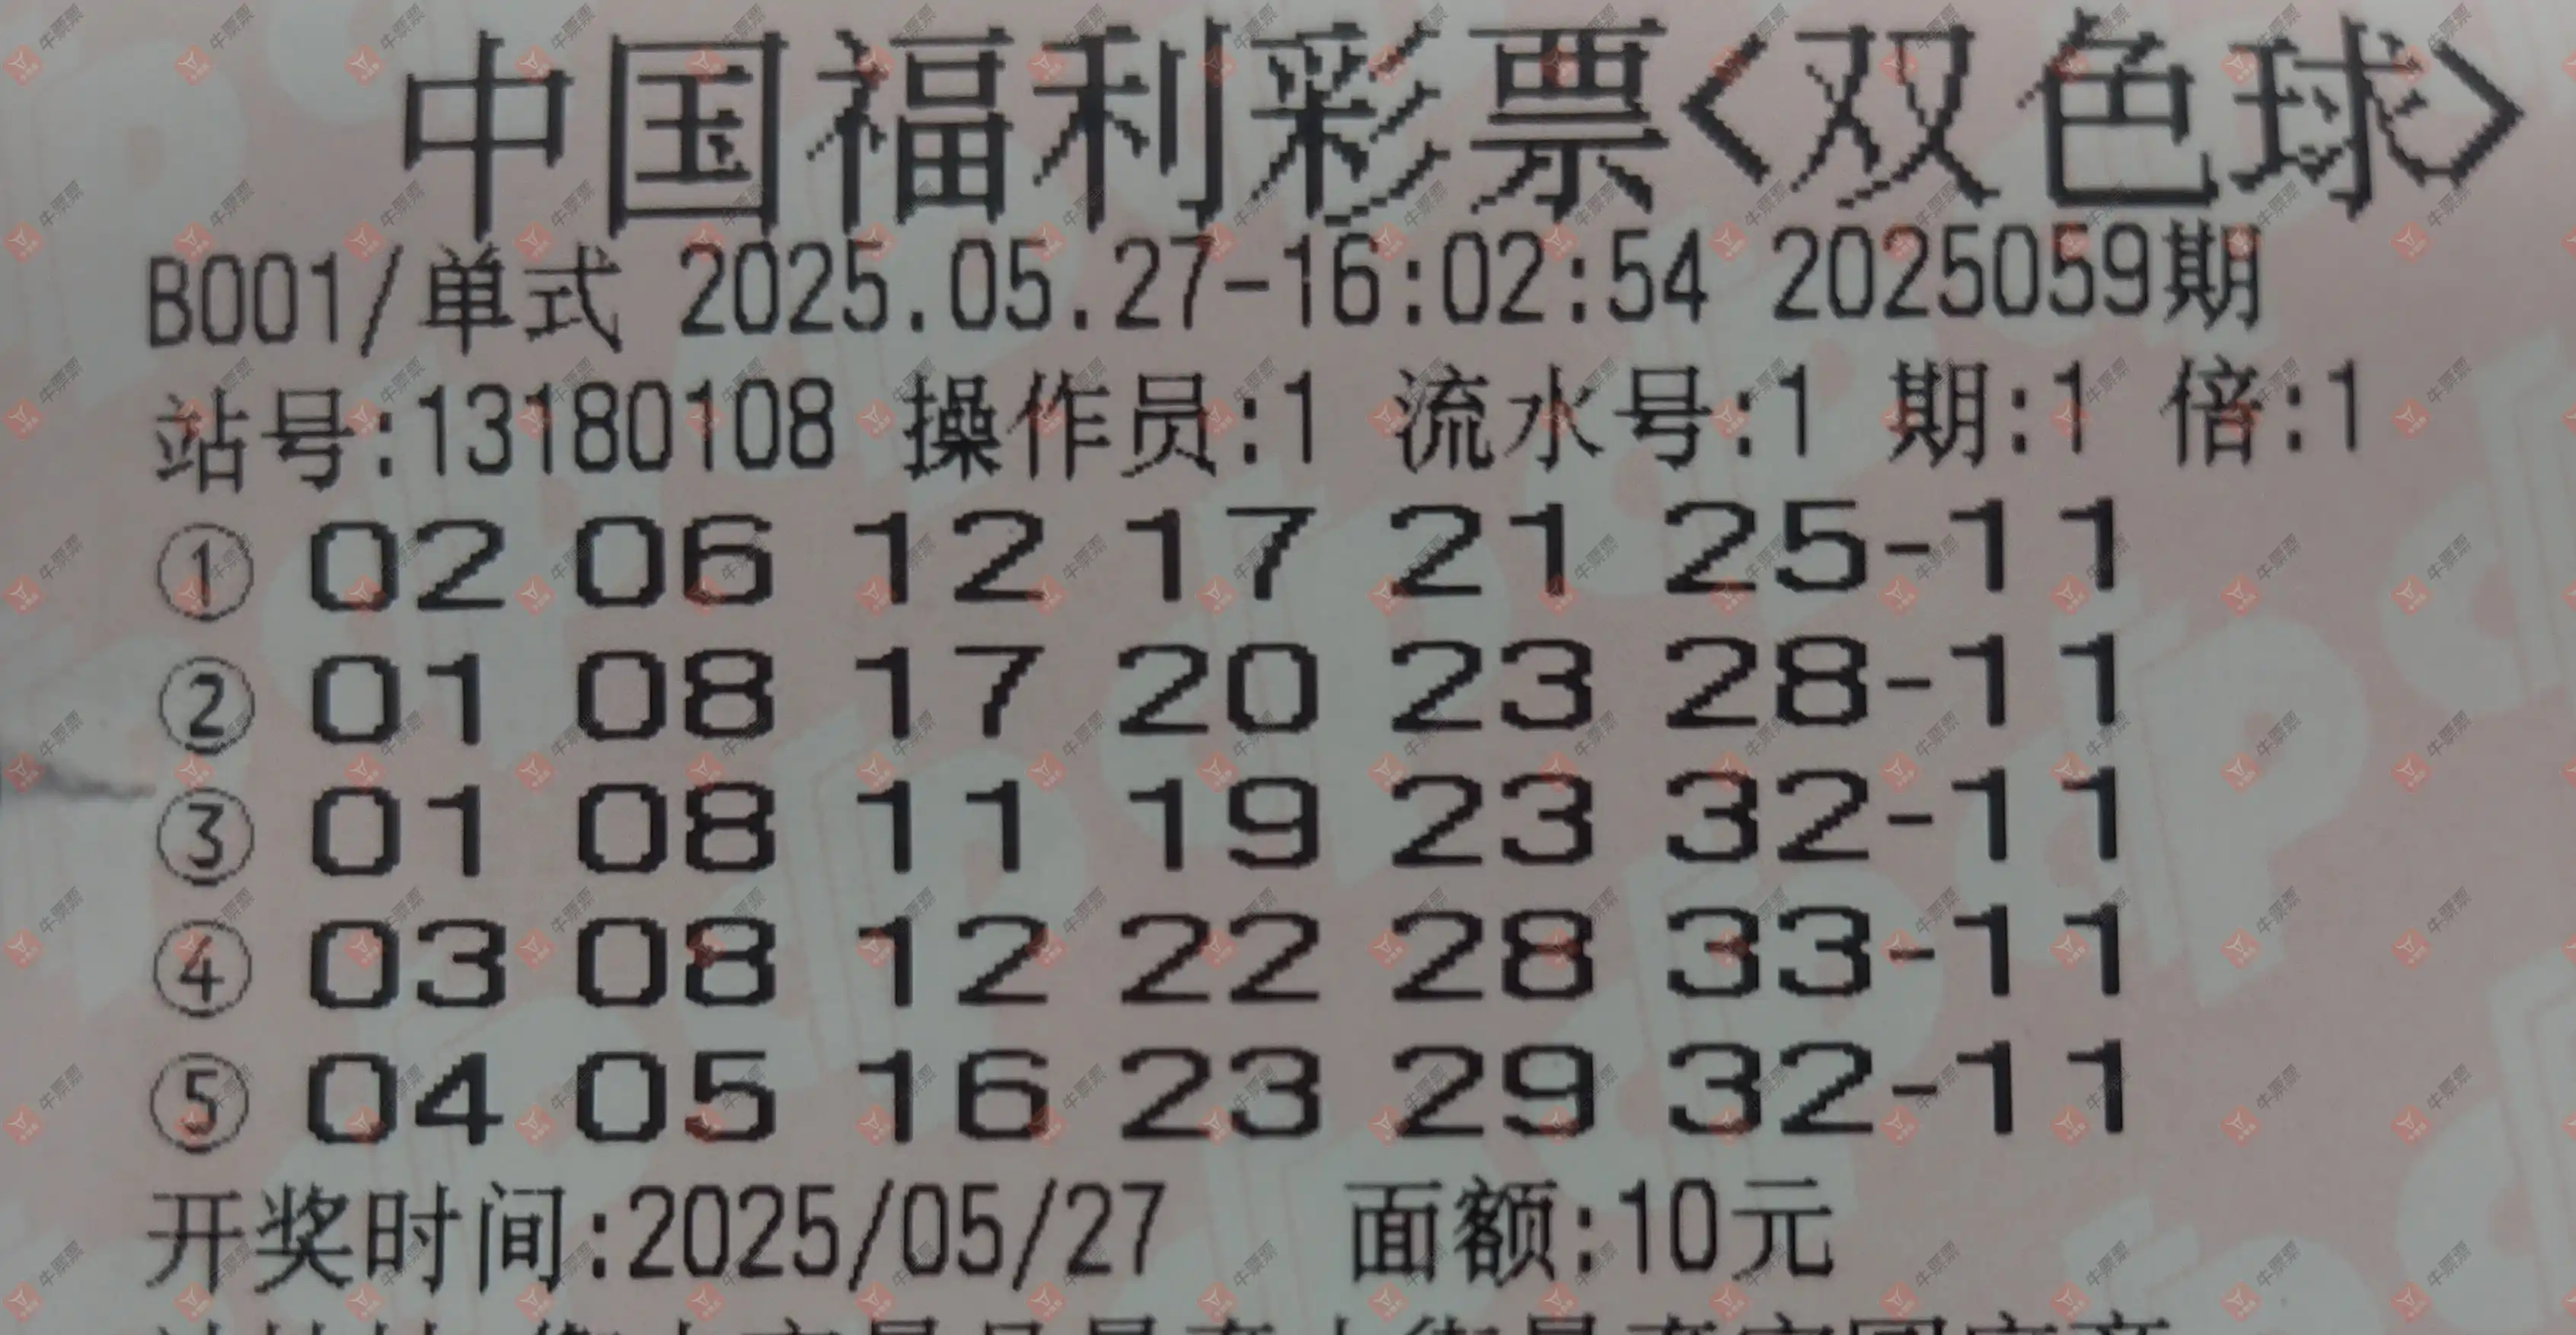 中国福利彩票<双色球>
B001/单式 2025.05.27-16:02:54 2025059期
站号:13180108 操作员:1 流水号:1 期:1 倍:1
① 02 06 12 17 21 25-11
② 01 08 17 20 23 28-11
③ 01 08 11 19 23 32-11
④ 03 08 12 22 28 33-11
⑤ 04 05 16 23 29 32-11
开奖时间:2025/05/27 面额:10元
牛票票